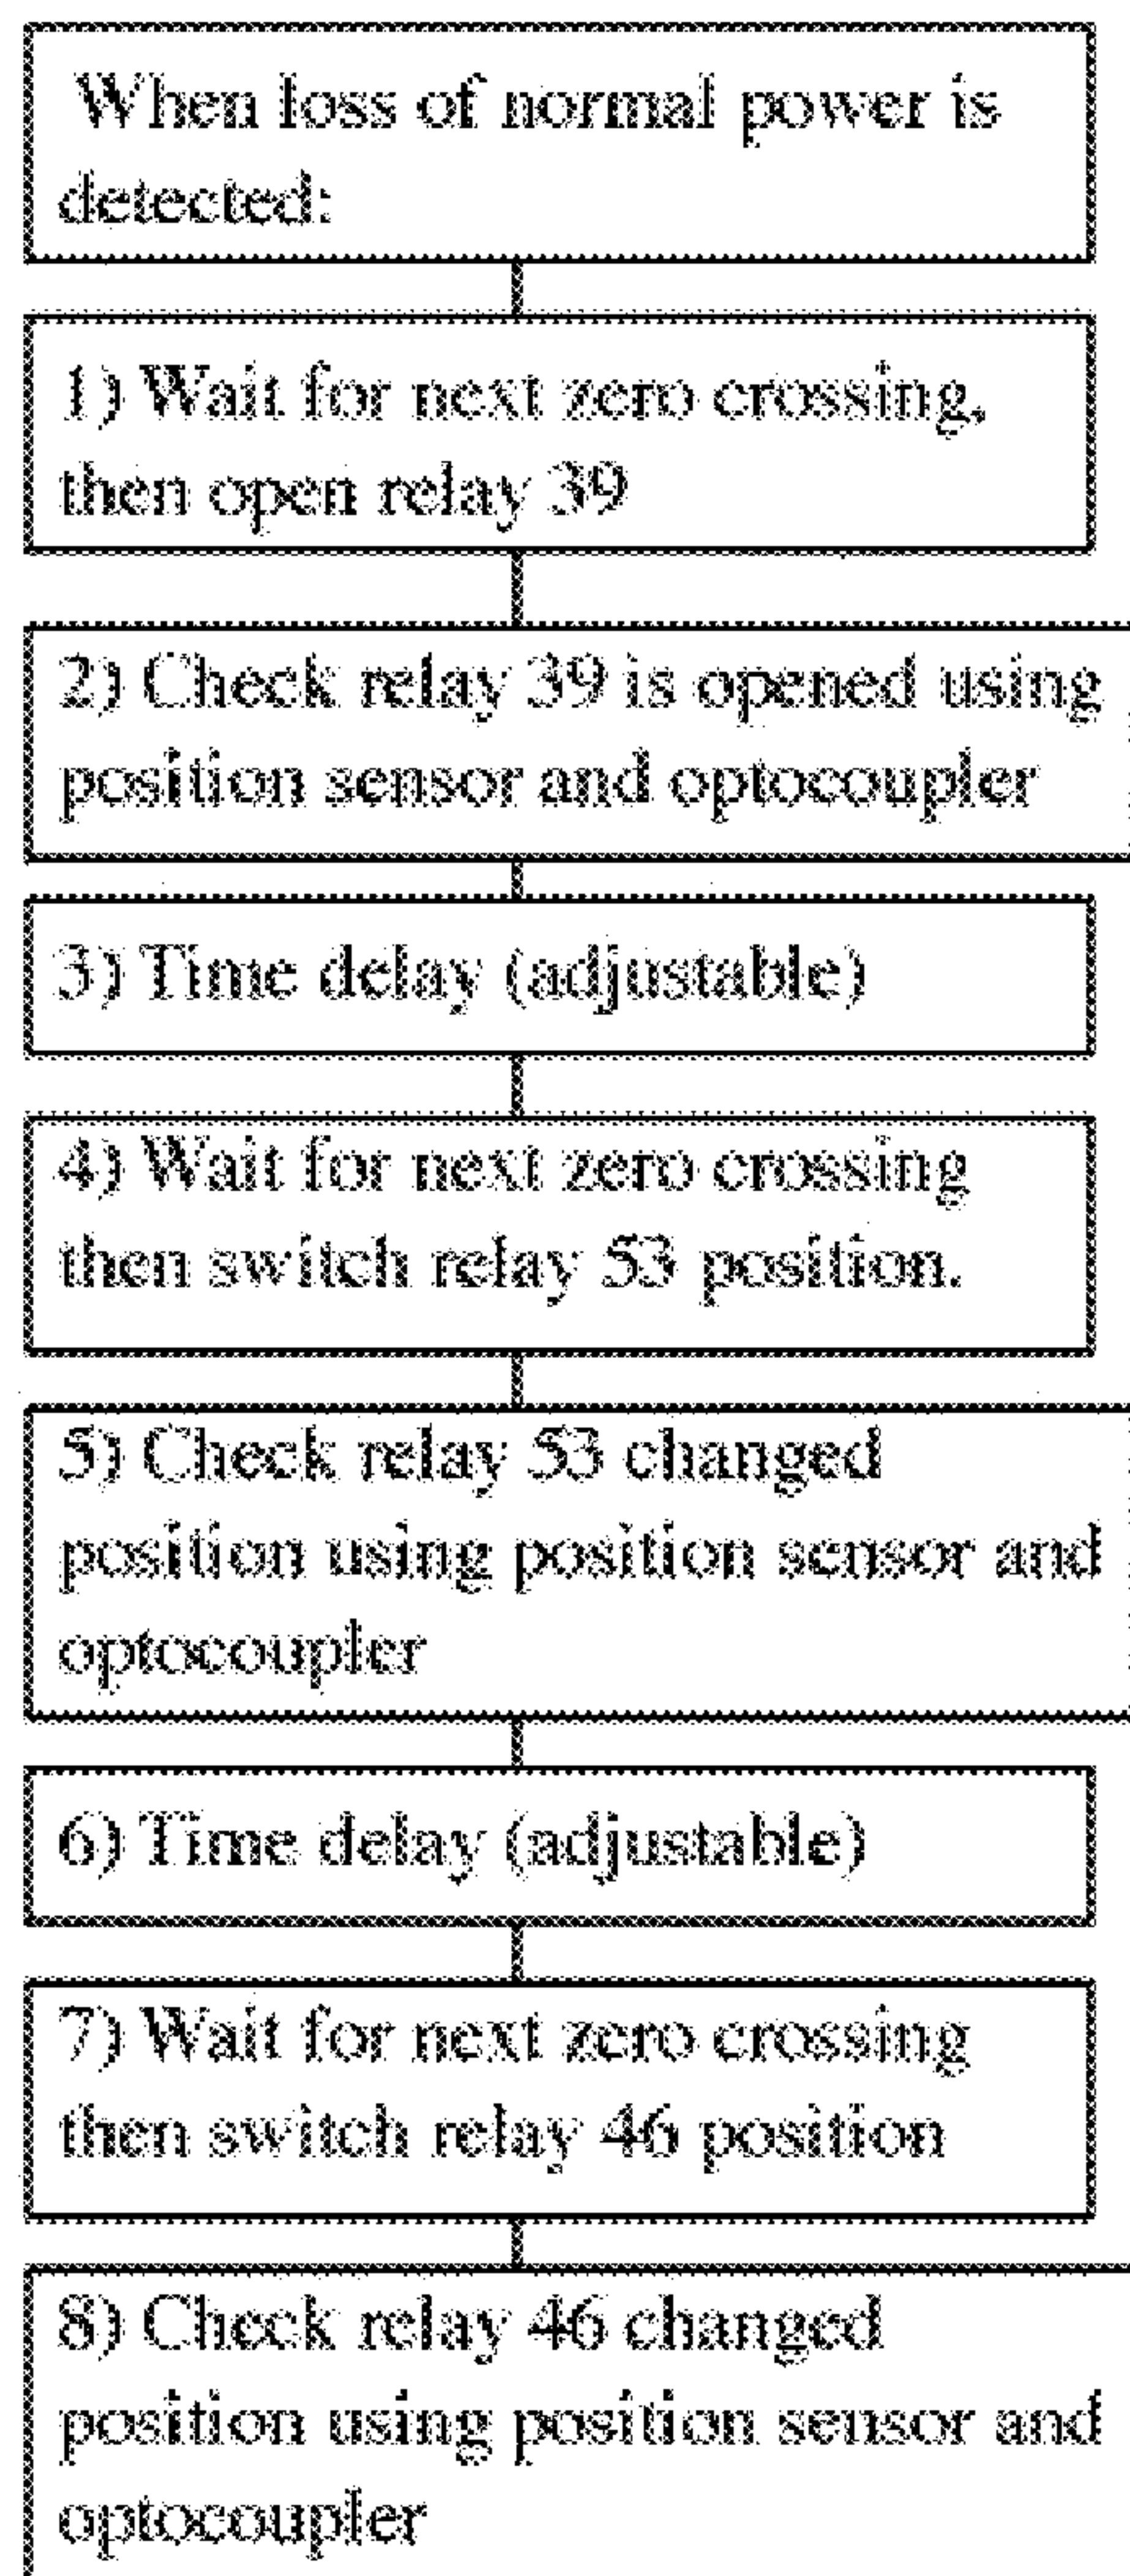 When loss of normal power is
detected:
1) Wait for next zero crossing,
then open relay 39
2) Check relay 39 is opened using
position sensor and optocoupler
3) Time delay (adjustable)
4) Wait for next zero crossing
then switch relay 53 position.
5) Check relay 53 changed
position using position sensor and
optocoupler
6) Time delay (adjustable)
7) Wait for next zero crossing
then switch relay 46 position
8) Check relay 46 changed
position using position sensor and
optocoupler